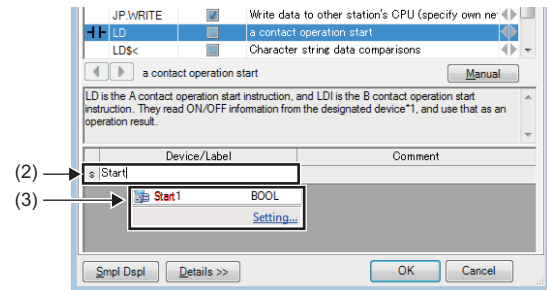 JP.WRITE Write data to other station's CPU (specify own ne
LD a contact operation start
LD$< Character string data comparisons
a contact operation start Manual
LD is the A contact operation start instruction, and LDI is the B contact operation start
instruction. They read ON/OFF information from the designated device*1, and use that as an
operation result.
Device/Label Comment
(2) s Start
(3) Start1 BOOL
Setting...
Smpl Dspl Details >> OK Cancel